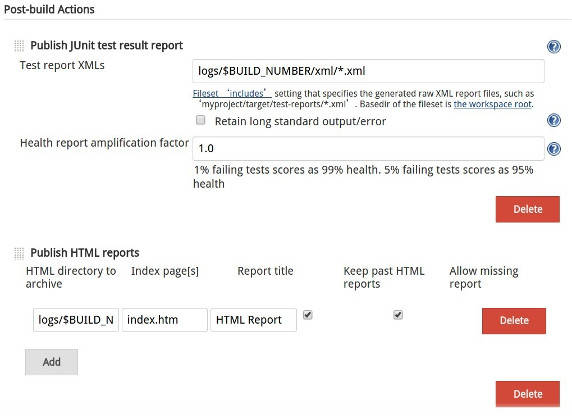 Post-build Actions
Publish JUnit test result report
Test report XMLs
logs/$BUILD_NUMBER/xml/*.xml
Fileset ‘includes’ setting that specifies the generated raw XML report files, such as
‘myproject/target/test-reports/*.xml’. Basedir of the fileset is the workspace root.
Retain long standard output/error
Health report amplification factor
1.0
1% failing tests scores as 99% health. 5% failing tests scores as 95%
health
Delete
Publish HTML reports
HTML directory to archive
Index page[s]
Report title
Keep past HTML reports
Allow missing report
logs/$BUILD_N
index.htm
HTML Report
Delete
Add
Delete